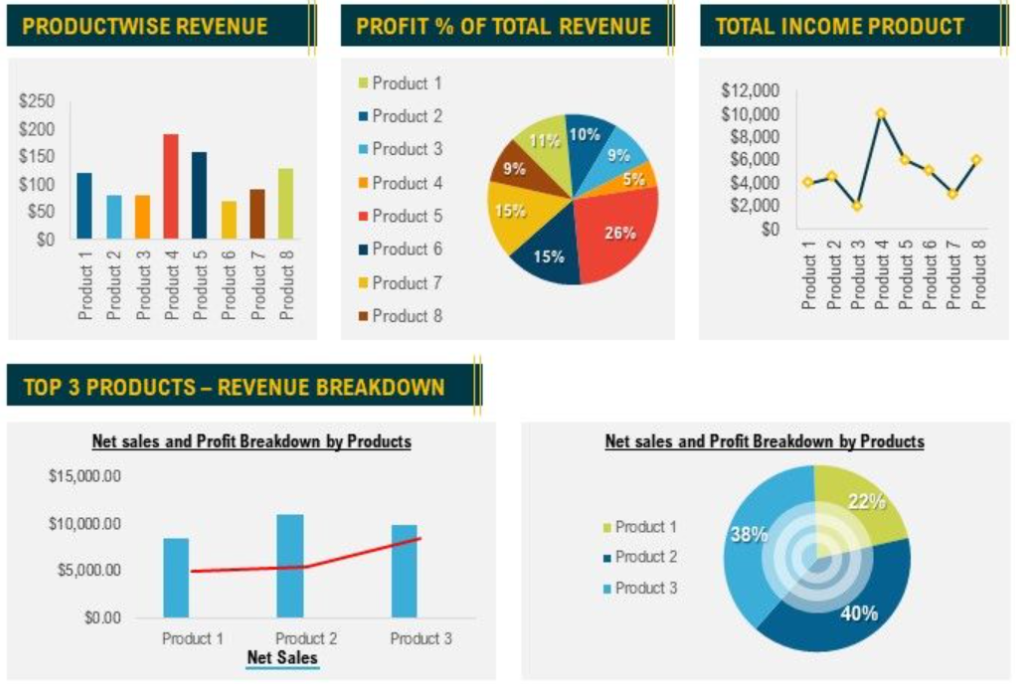 PRODUCTWISE REVENUE
$250
$200
$150
$100
$50
$0
Product 1
Product 2
Product 3
Product 4
Product 5
Product 6
Product 7
Product 8
PROFIT % OF TOTAL REVENUE
Product 1
Product 2
Product 3
Product 4
Product 5
Product 6
Product 7
Product 8
11%
10%
9%
5%
26%
15%
15%
9%
TOTAL INCOME PRODUCT
$12,000
$10,000
$8,000
$6,000
$4,000
$2,000
$0
Product 1
Product 2
Product 3
Product 4
Product 5
Product 6
Product 7
Product 8
TOP 3 PRODUCTS – REVENUE BREAKDOWN
Net sales and Profit Breakdown by Products
$15,000.00
$10,000.00
$5,000.00
$0.00
Product 1
Product 2
Product 3
Net Sales
Net sales and Profit Breakdown by Products
Product 1
Product 2
Product 3
22%
38%
40%